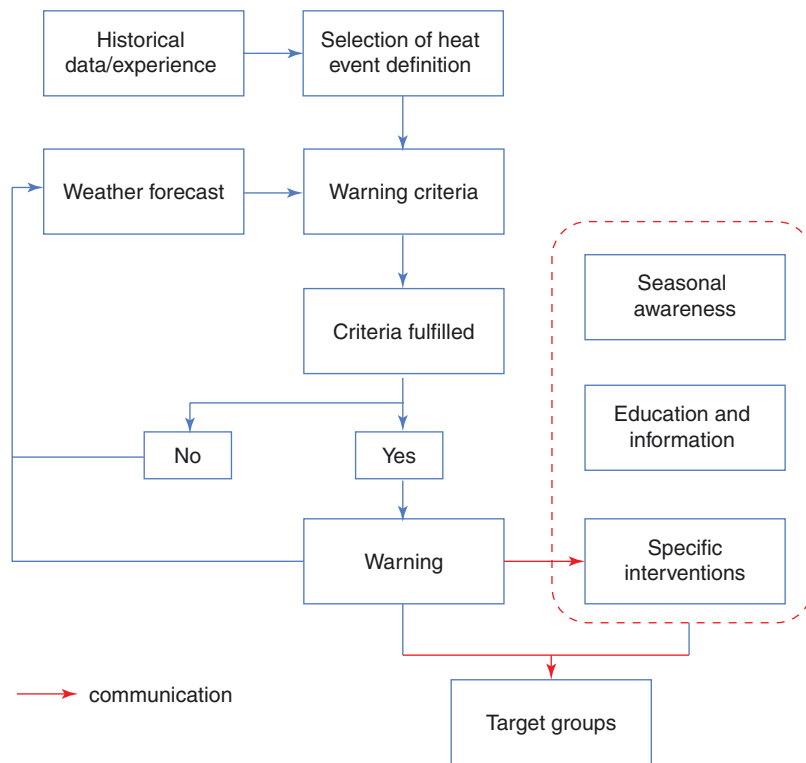 Historical
data/experience
Selection of heat
event definition
Weather forecast
Warning criteria
Criteria fulfilled
No
Yes
Warning
Seasonal
awareness
Education and
information
Specific
interventions
communication
Target groups